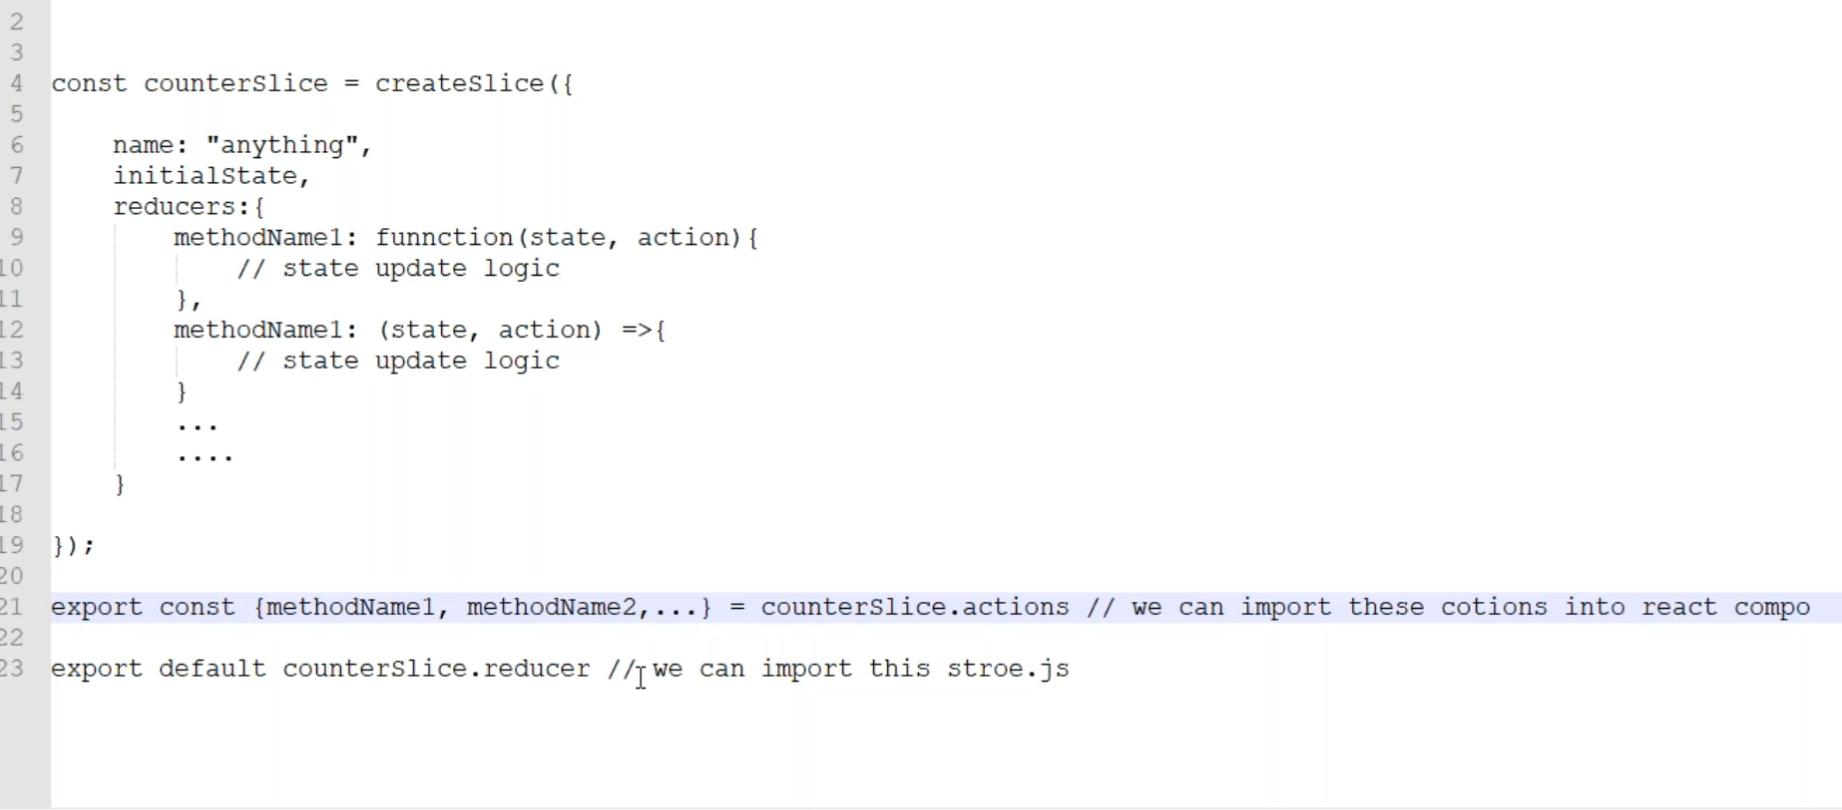 2
3
4 const counterSlice = createSlice({
5
6 name: "anything",
7 initialState,
8 reducers:{
9 methodName1: funnction(state, action){
10 // state update logic
11 },
12 methodName1: (state, action) =>{
13 // state update logic
14 }
15 ...
16 ....
17 }
18
19 });
20
21 export const {methodName1, methodName2,...} = counterSlice.actions // we can import these cotions into react compo
22
23 export default counterSlice.reducer // we can import this stroe.js